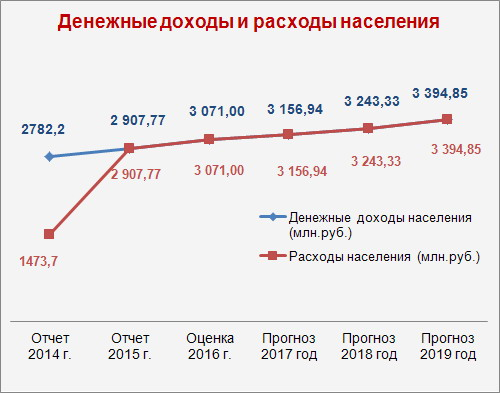 Денежные доходы и расходы населения
2782,2
2 907,77
3 071,00
3 156,94
3 243,33
3 394,85
1473,7
2 907,77
3 071,00
3 156,94
3 243,33
3 394,85
Денежные доходы населения
(млн.руб.)
Расходы населения (млн.руб.)
Отчет
2014 г.
Отчет
2015 г.
Оценка
2016 г.
Прогноз
2017 год
Прогноз
2018 год
Прогноз
2019 год